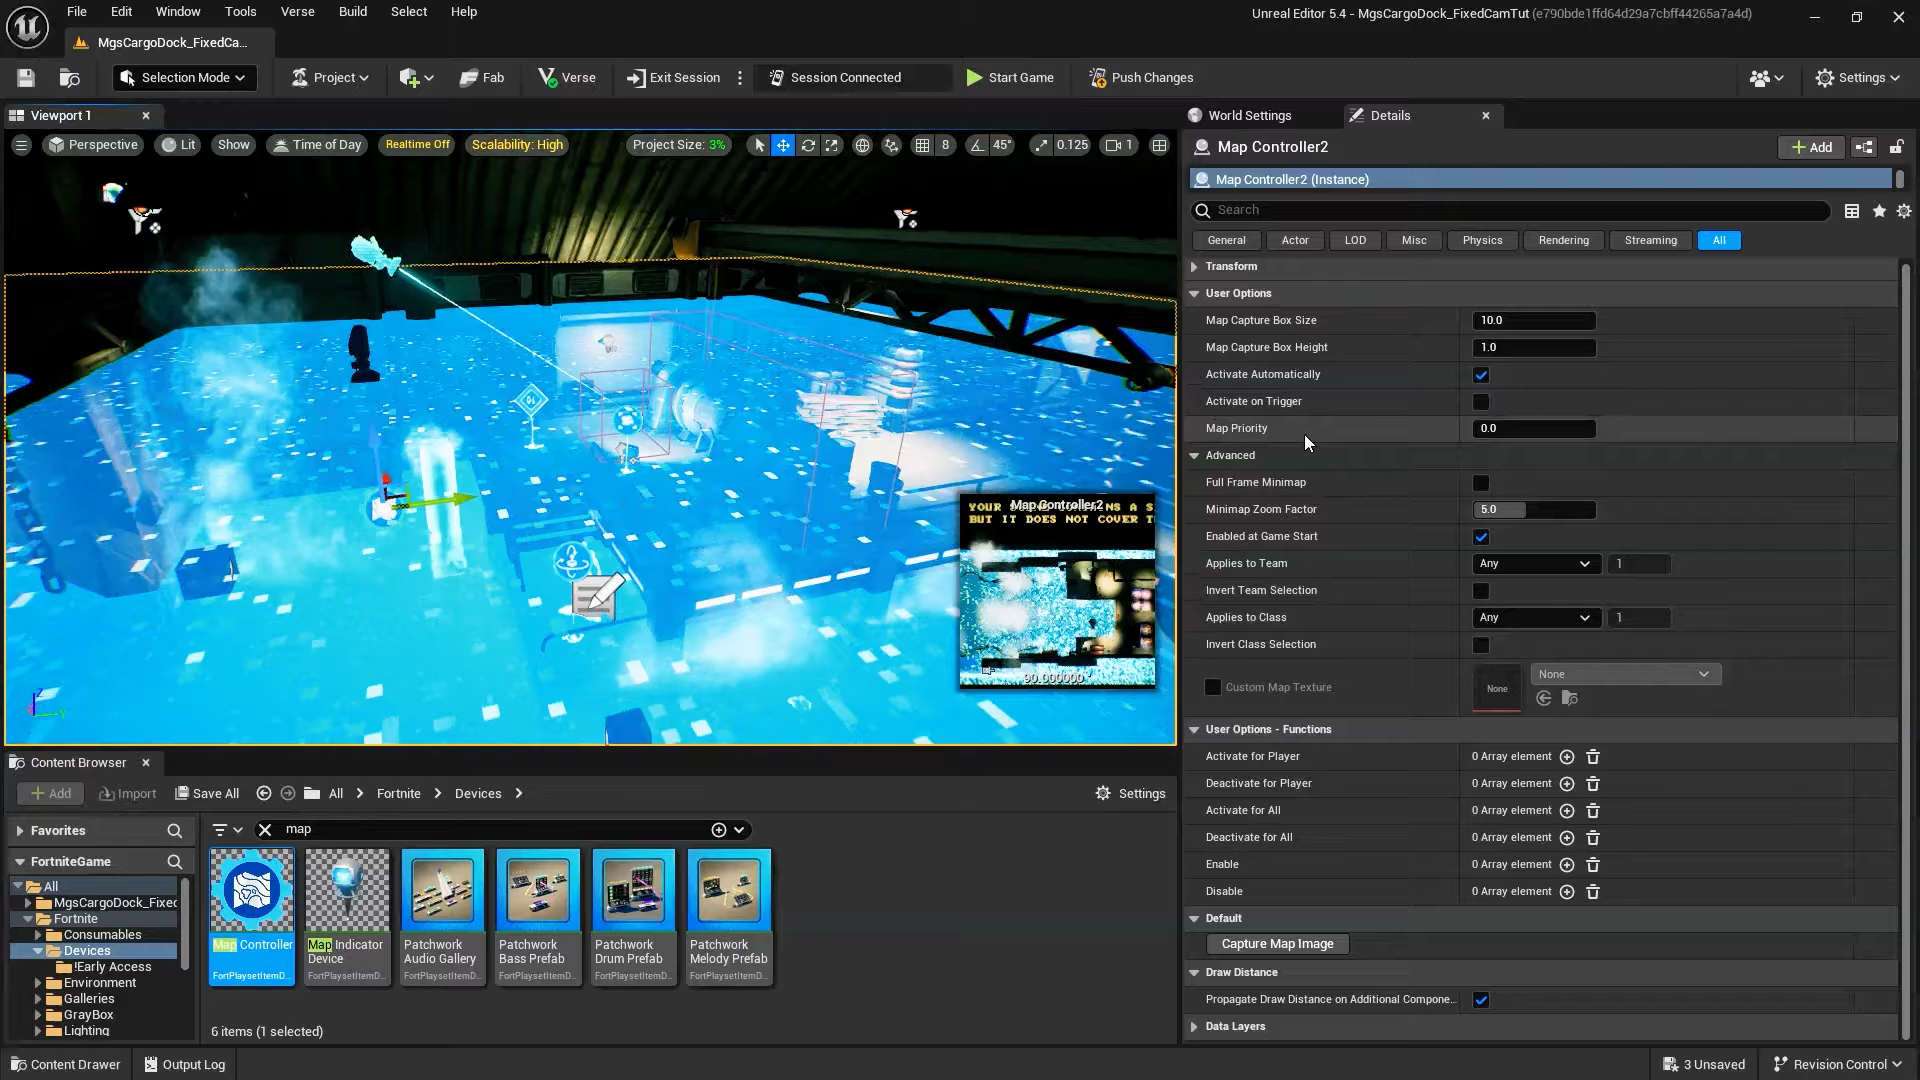 File Edit Window Tools Verse Build Select Help
Unreal Editor 5.4 - MgsCargoDock_FixedCamTut (e790bde1ffd64d29a7cbff44265a7a4d)
MgsCargoDock_FixedCa...
Selection Mode
Project
Fab
Verse
Exit Session
Session Connected
Start Game
Push Changes
Settings
Viewport 1
Perspective
Lit
Show
Time of Day
Realtime Off
Scalability: High
Project Size: 3%
8
45°
0.125
1
Map Controller2
BUT IT DOES NOT COVER T
90.000000
World Settings
Details
Map Controller2
Add
Map Controller2 (Instance)
Search
General Actor LOD Misc Physics Rendering Streaming All
Transform
User Options
Map Capture Box Size 10.0
Map Capture Box Height 1.0
Activate Automatically
Activate on Trigger
Map Priority 0.0
Advanced
Full Frame Minimap
Minimap Zoom Factor 5.0
Enabled at Game Start
Applies to Team Any 1
Invert Team Selection
Applies to Class Any 1
Invert Class Selection
Custom Map Texture None None
User Options - Functions
Activate for Player 0 Array element
Deactivate for Player 0 Array element
Activate for All 0 Array element
Deactivate for All 0 Array element
Enable 0 Array element
Disable 0 Array element
Default
Capture Map Image
Draw Distance
Propagate Draw Distance on Additional Compone...
Data Layers
Content Browser
Add
Import
Save All
All
Fortnite
Devices
Settings
Favorites
FortniteGame
All
MgsCargoDock_Fixec
Fortnite
Consumables
Devices
!Early Access
Environment
Galleries
GrayBox
Lighting
map
Map Controller
FortPlaysetItemD...
Map Indicator
Device
FortPlaysetItemD...
Patchwork
Audio Gallery
FortPlaysetItemD...
Patchwork
Bass Prefab
FortPlaysetItemD...
Patchwork
Drum Prefab
FortPlaysetItemD...
Patchwork
Melody Prefab
FortPlaysetItemD...
6 items (1 selected)
Content Drawer
Output Log
3 Unsaved
Revision Control